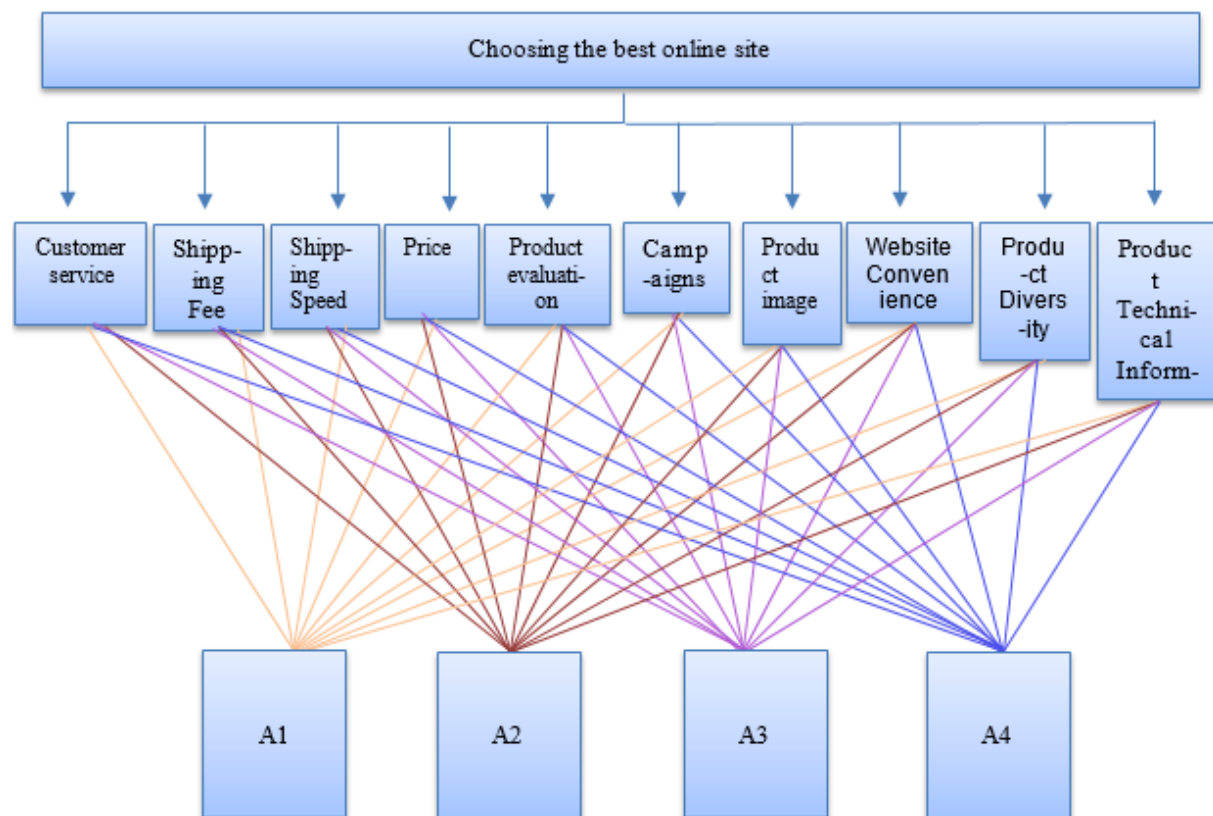 Choosing the best online site
Customer
service
Shipp-
ing
Fee
Shipp-
ing
Speed
Price
Product
evaluati-
on
Camp
-aigns
Produ
ct
image
Website
Conven
ience
Produ
-ct
Divers
-ity
Produc
t
Techni-
cal
Inform-
A1
A2
A3
A4